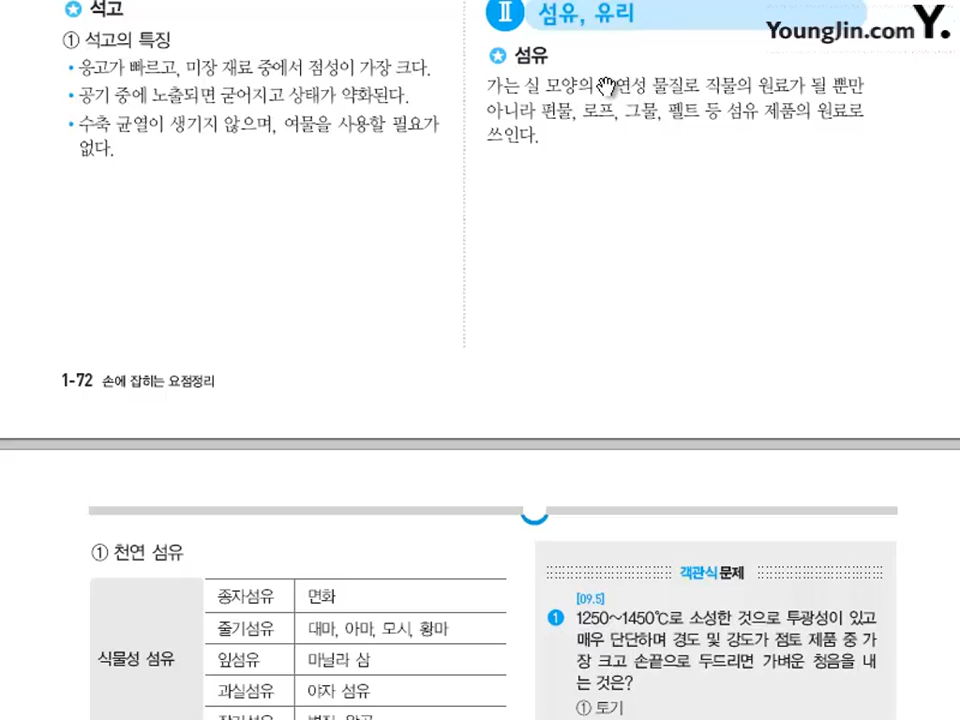 석고
① 석고의 특징
• 응고가 빠르고, 미장 재료 중에서 점성이 가장 크다.
• 공기 중에 노출되면 굳어지고 상태가 약화된다.
• 수축 균열이 생기지 않으며, 여물을 사용할 필요가
없다.
Ⅱ 섬유, 유리
YoungJin.com Y.
섬유
가는 실 모양의 연성 물질로 직물의 원료가 될 뿐만
아니라 편물, 로프, 그물, 펠트 등 섬유 제품의 원료로
쓰인다.
1-72 손에 잡히는 요점정리
① 천연 섬유
식물성 섬유
종자섬유 면화
줄기섬유 대마, 아마, 모시, 황마
잎섬유 마닐라 삼
과실섬유 야자 섬유
객관식 문제
[09.5]
1 1250~1450℃로 소성한 것으로 투광성이 있고
매우 단단하며 경도 및 강도가 점토 제품 중 가
장 크고 손끝으로 두드리면 가벼운 청음을 내
는 것은?
① 토기